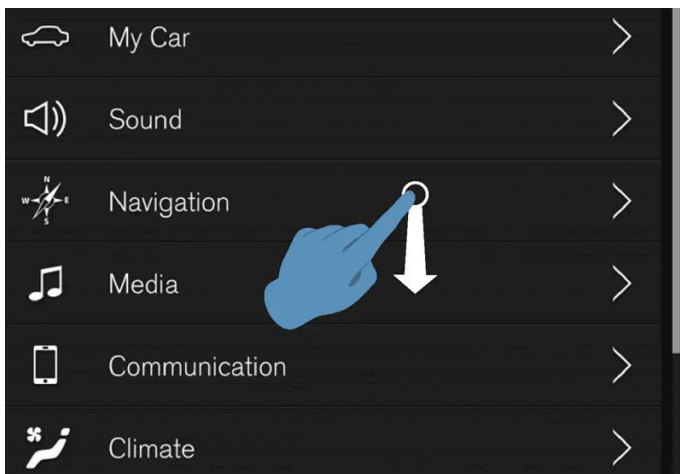 My Car
Sound
N
W E
S
Navigation
Media
Communication
Climate